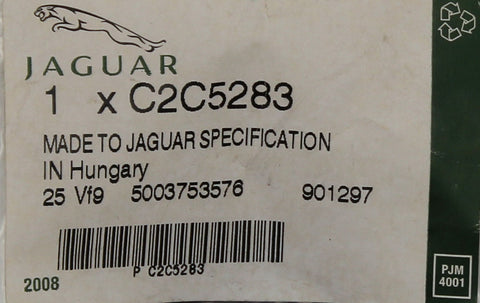 JAGUAR
1 x C2C5283
MADE TO JAGUAR SPECIFICATION
IN Hungary
25 Vf9 5003753576 901297
P C2C5283
2008
PJM
4001